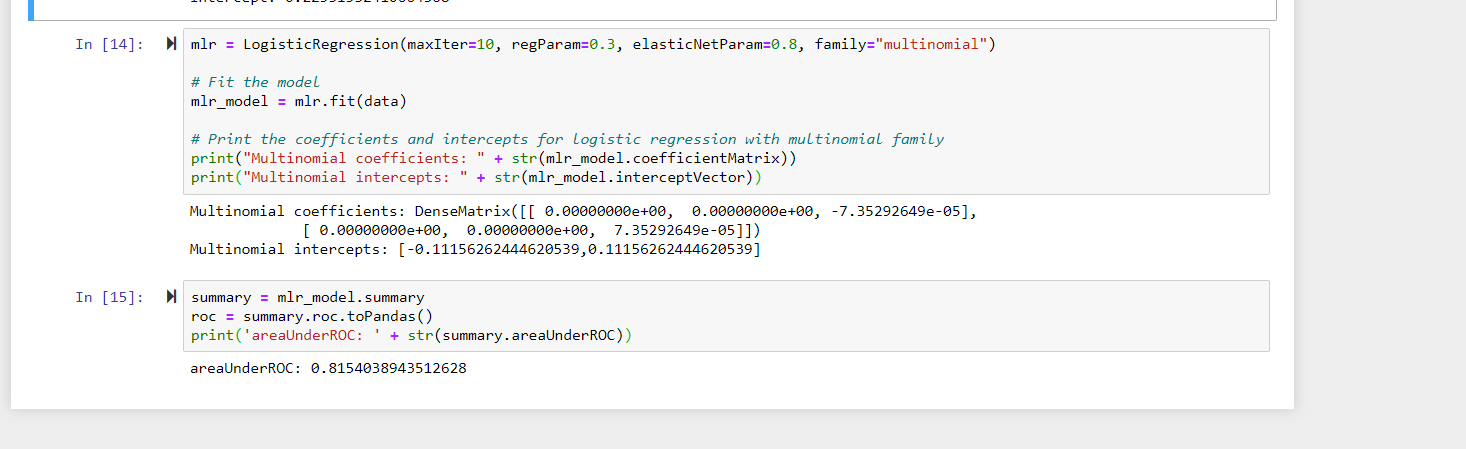 In [14]:
mlr = LogisticRegression(maxIter=10, regParam=0.3, elasticNetParam=0.8, family="multinomial")
# Fit the model
mlr_model = mlr.fit(data)
# Print the coefficients and intercepts for logistic regression with multinomial family
print("Multinomial coefficients: " + str(mlr_model.coefficientMatrix))
print("Multinomial intercepts: " + str(mlr_model.interceptVector))
Multinomial coefficients: DenseMatrix([[ 0.00000000e+00,  0.00000000e+00, -7.35292649e-05],
             [ 0.00000000e+00,  0.00000000e+00,  7.35292649e-05]])
Multinomial intercepts: [-0.11156262444620539,0.11156262444620539]
In [15]:
summary = mlr_model.summary
roc = summary.roc.toPandas()
print('areaUnderROC: ' + str(summary.areaUnderROC))
areaUnderROC: 0.8154038943512628